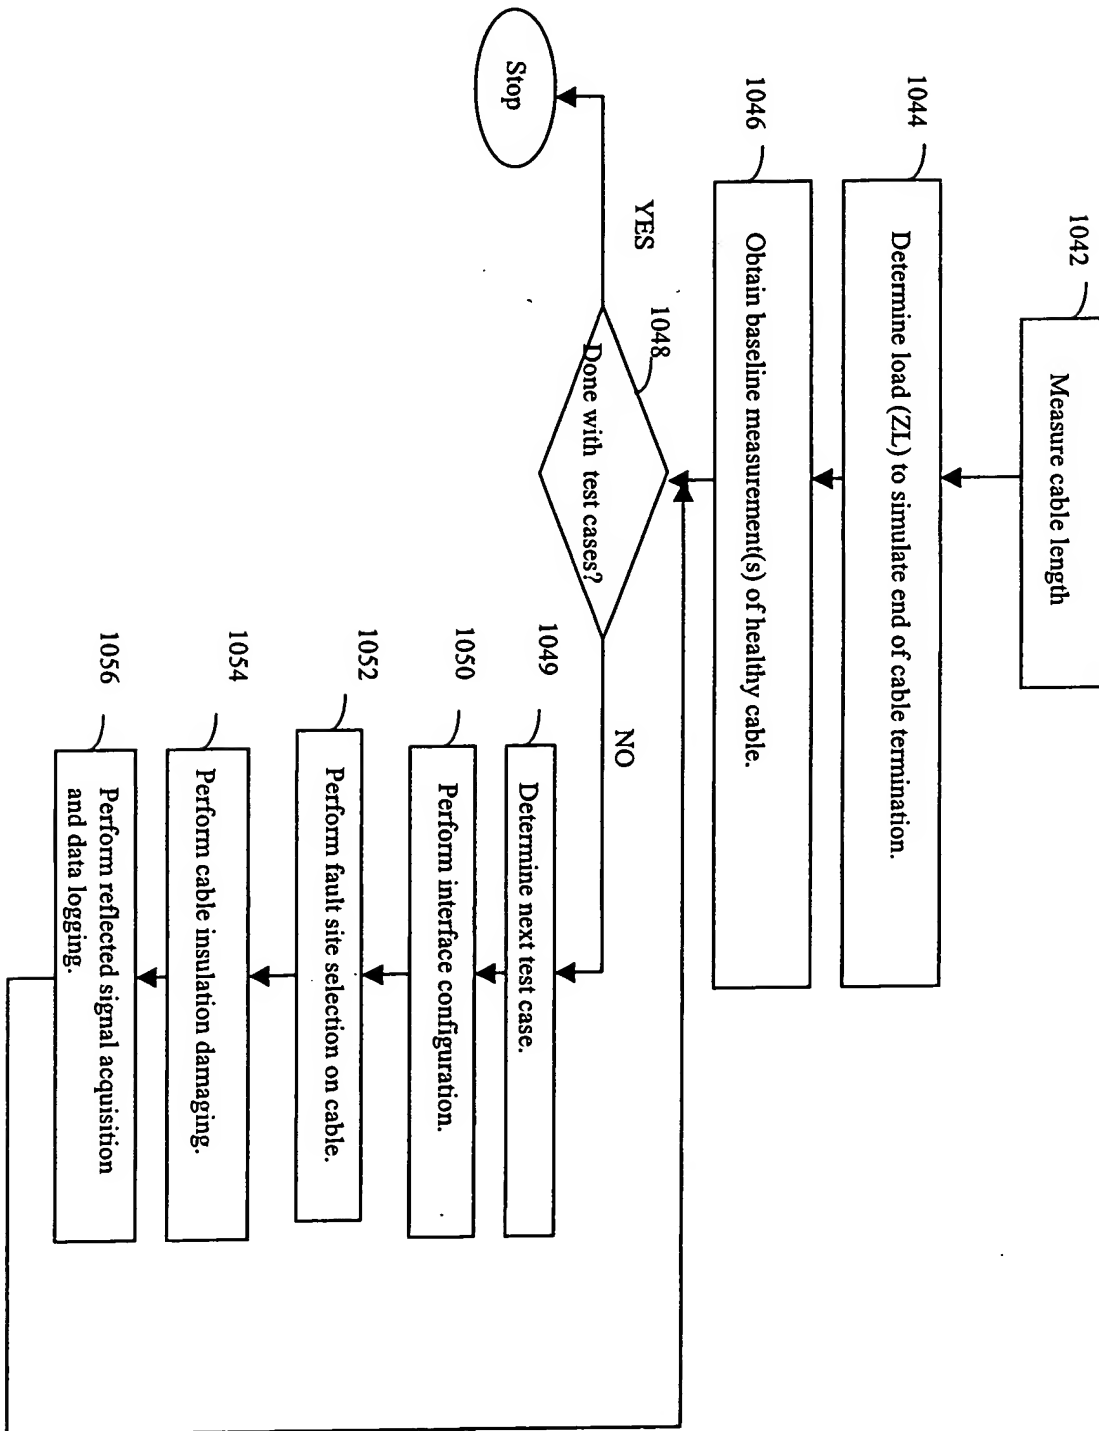 1042
Measure cable length
1044
Determine load (ZL) to simulate end of cable termination.
1046
Obtain baseline measurement(s) of healthy cable.
1048
Done with test cases?
YES
Stop
NO
1049
Determine next test case.
1050
Perform interface configuration.
1052
Perform fault site selection on cable.
1054
Perform cable insulation damaging.
1056
Perform reflected signal acquisition
and data logging.